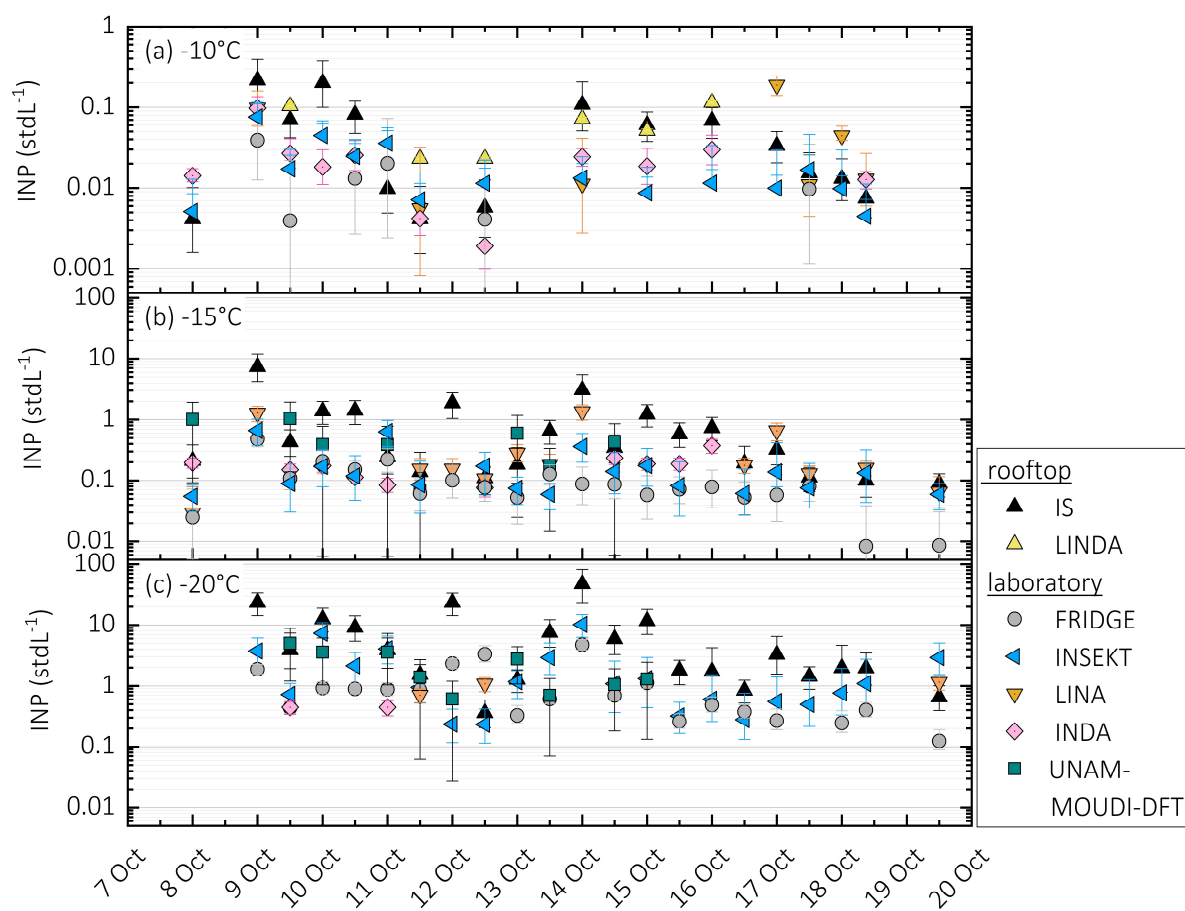 1
(a) -10°C
0.1
0.01
0.001
INP (stdL⁻¹)
100
(b) -15°C
10
1
0.1
0.01
INP (stdL⁻¹)
100
(c) -20°C
10
1
0.1
0.01
INP (stdL⁻¹)
7 Oct
8 Oct
9 Oct
10 Oct
11 Oct
12 Oct
13 Oct
14 Oct
15 Oct
16 Oct
17 Oct
18 Oct
19 Oct
20 Oct
rooftop
IS
LINDA
laboratory
FRIDGE
INSEKT
LINA
INDA
UNAM-
MOUDI-DFT